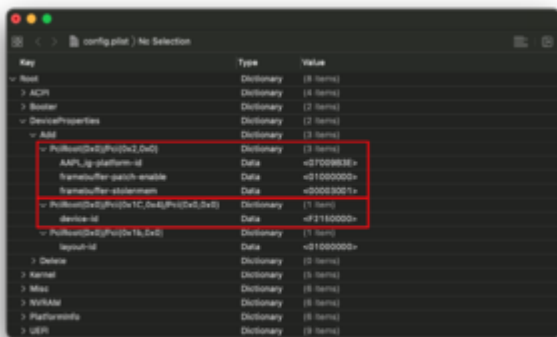 config.plist › No Selection
Key Type Value
Root Dictionary (8 items)
ACPI Dictionary (4 items)
Booter Dictionary (2 items)
DeviceProperties Dictionary (2 items)
Add Dictionary (3 items)
PciRoot(0x0)/Pci(0x2,0x0) Dictionary (3 items)
AAPL,ig-platform-id Data <07009B3E>
framebuffer-patch-enable Data <01000000>
framebuffer-stolenmem Data <00003001>
PciRoot(0x0)/Pci(0x1C,0x4)/Pci(0x0,0x0) Dictionary (1 item)
device-id Data <F2150000>
PciRoot(0x0)/Pci(0x1b,0x0) Dictionary (1 item)
layout-id Data <01000000>
Delete Dictionary (0 items)
Kernel Dictionary (5 items)
Misc Dictionary (6 items)
NVRAM Dictionary (6 items)
PlatformInfo Dictionary (6 items)
UEFI Dictionary (9 items)